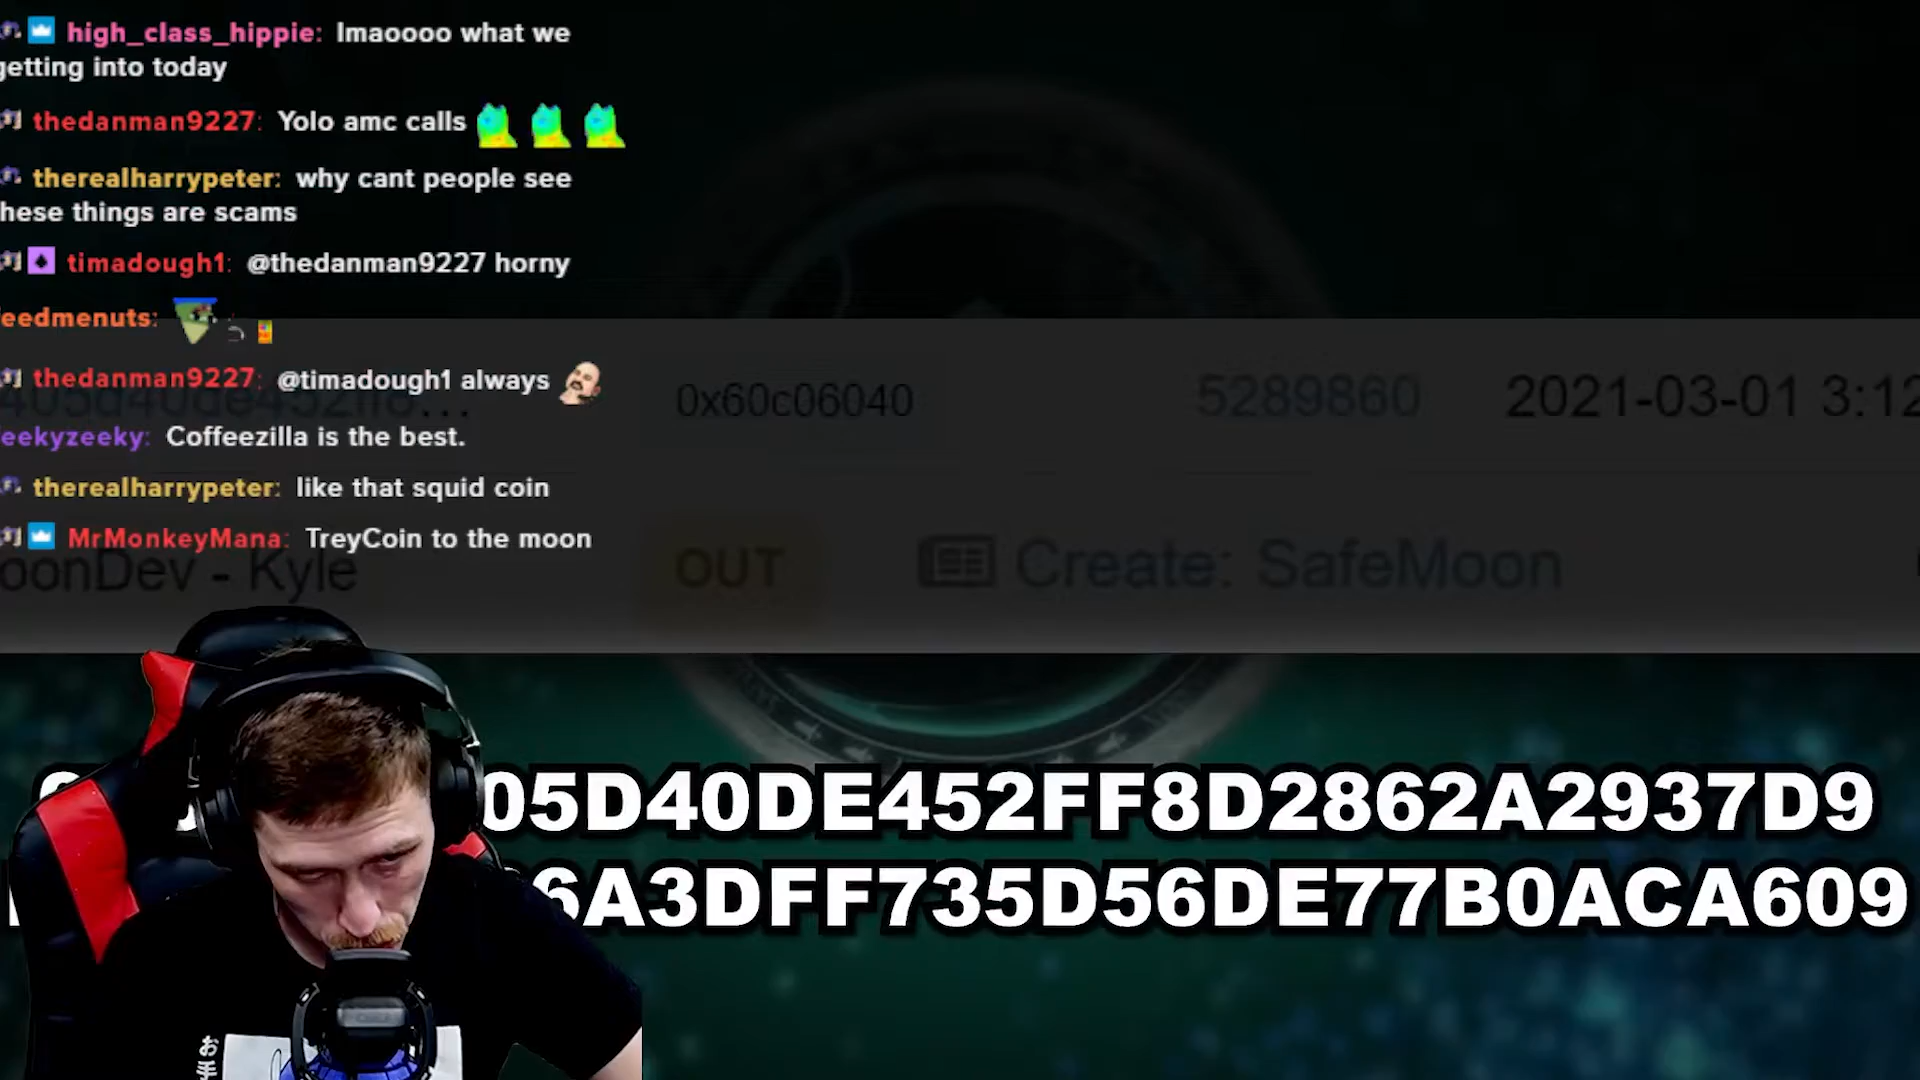 high_class_hippie: lmaoooo what we
getting into today
thedanman9227: Yolo amc calls
therealharrypeter: why cant people see
hese things are scams
timadough1: @thedanman9227 horny
eedmenuts:
thedanman9227: @timadough1 always
405d40de452ff8...
0x60c06040
5289860
2021-03-01 3:12
eekyzeeky: Coffeezilla is the best.
therealharrypeter: like that squid coin
MrMonkeyMana: TreyCoin to the moon
oonDev - Kyle
OUT
Create: SafeMoon
05D40DE452FF8D2862A2937D9
6A3DFF735D56DE77B0ACA609